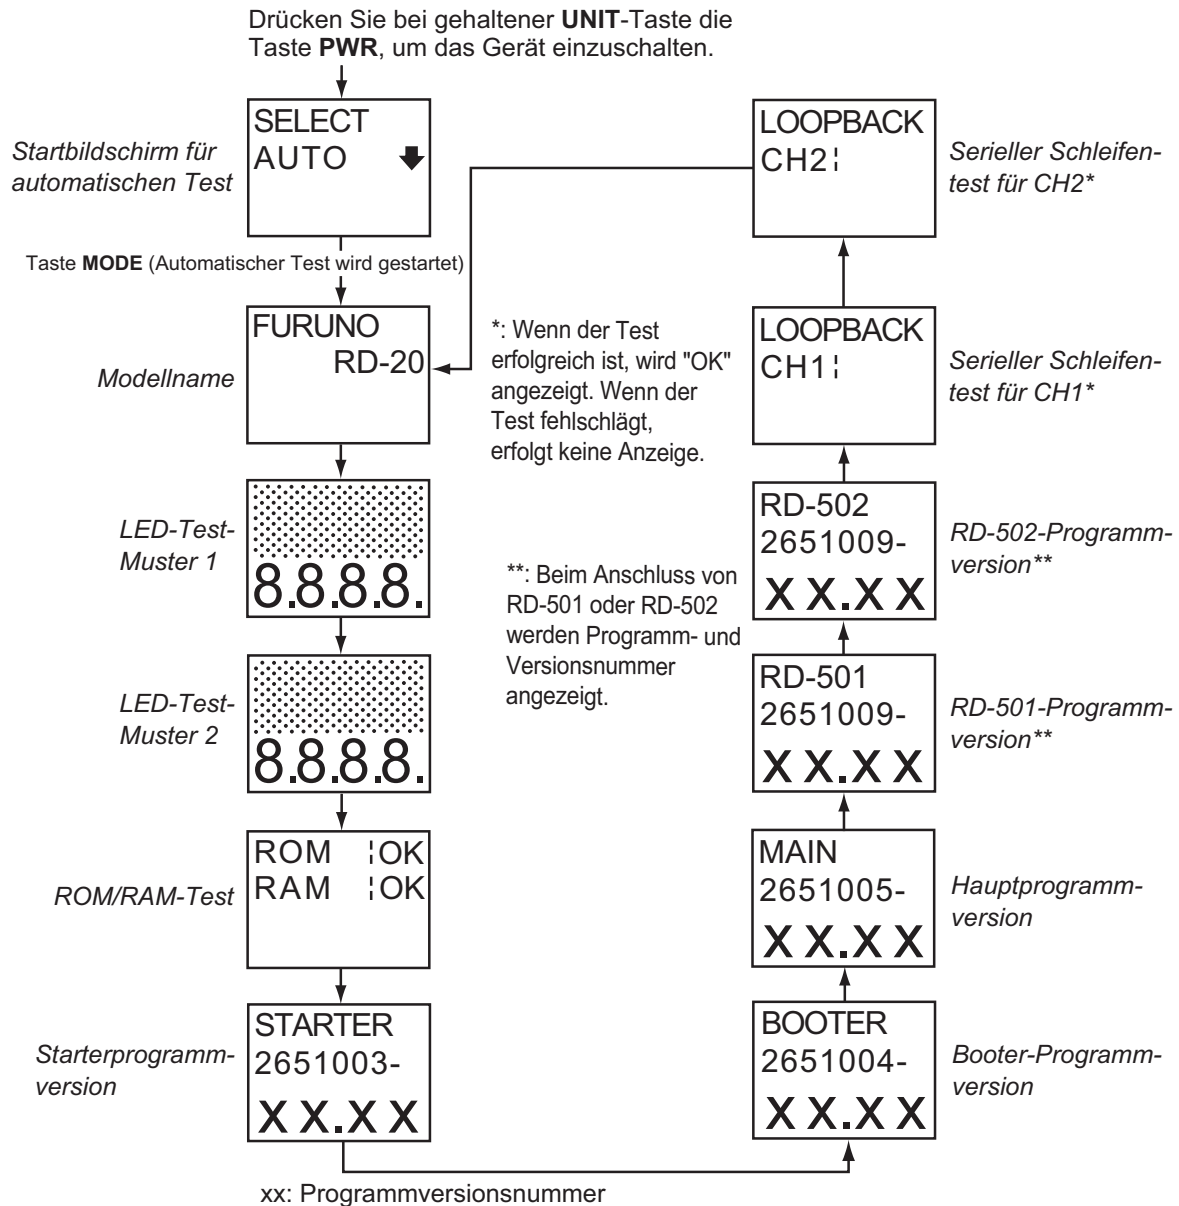 Drücken Sie bei gehaltener UNIT-Taste die
Taste PWR, um das Gerät einzuschalten.
Startbildschirm für
automatischen Test
SELECT
AUTO
Taste MODE (Automatischer Test wird gestartet)
Modellname
FURUNO
RD-20
LED-Test-
Muster 1
8.8.8.8.
LED-Test-
Muster 2
8.8.8.8.
ROM/RAM-Test
ROM ¦OK
RAM ¦OK
Starterprogramm-
version
STARTER
2651003-
XX.XX
xx: Programmversionsnummer
*: Wenn der Test
erfolgreich ist, wird "OK"
angezeigt. Wenn der
Test fehlschlägt,
erfolgt keine Anzeige.
**: Beim Anschluss von
RD-501 oder RD-502
werden Programm- und
Versionsnummer
angezeigt.
LOOPBACK
CH2¦
Serieller Schleifen-
test für CH2*
LOOPBACK
CH1¦
Serieller Schleifen-
test für CH1*
RD-502
2651009-
XX.XX
RD-502-Programm-
version**
RD-501
2651009-
XX.XX
RD-501-Programm-
version**
MAIN
2651005-
XX.XX
Hauptprogramm-
version
BOOTER
2651004-
XX.XX
Booter-Programm-
version